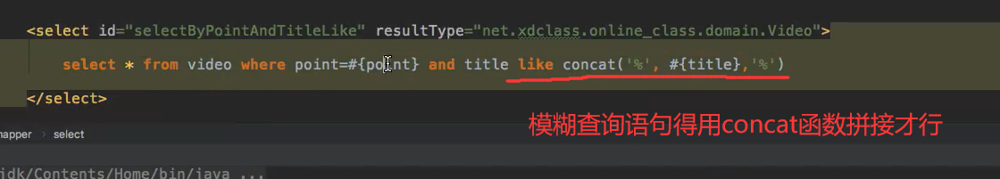 <select id="selectByPointAndTitleLike" resultType="net.xdclass.online_class.domain.Video">
select * from video where point=#{point} and title like concat('%', #{title},'%')
</select>
模糊查询语句得用concat函数拼接才行
mapper › select
jdk/Contents/Home/bin/java ...